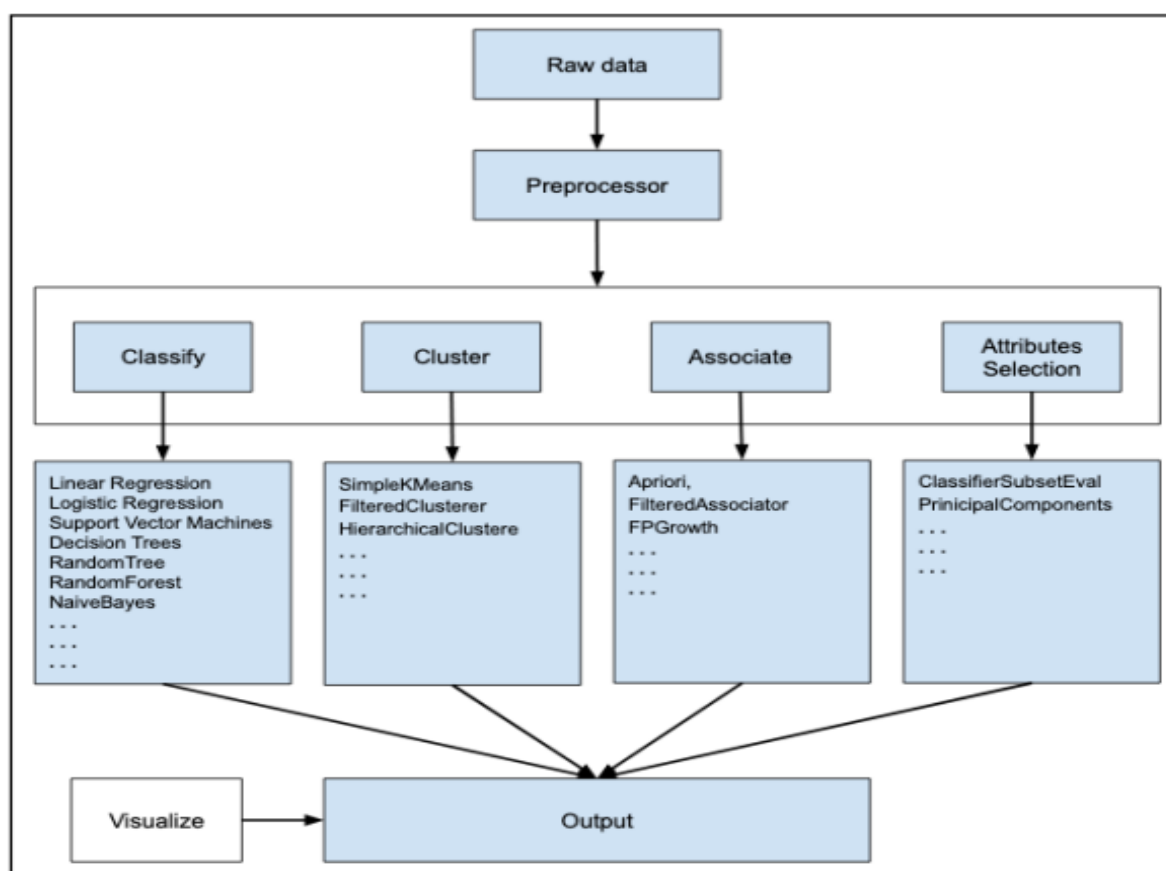 Raw data
Preprocessor
Classify
Cluster
Associate
Attributes
Selection
Linear Regression
Logistic Regression
Support Vector Machines
Decision Trees
RandomTree
RandomForest
NaiveBayes
. . .
. . .
. . .
SimpleKMeans
FilteredClusterer
HierarchicalClustere
. . .
. . .
. . .
Apriori,
FilteredAssociator
FPGrowth
. . .
. . .
. . .
ClassifierSubsetEval
PrinicipalComponents
. . .
. . .
. . .
Visualize
Output